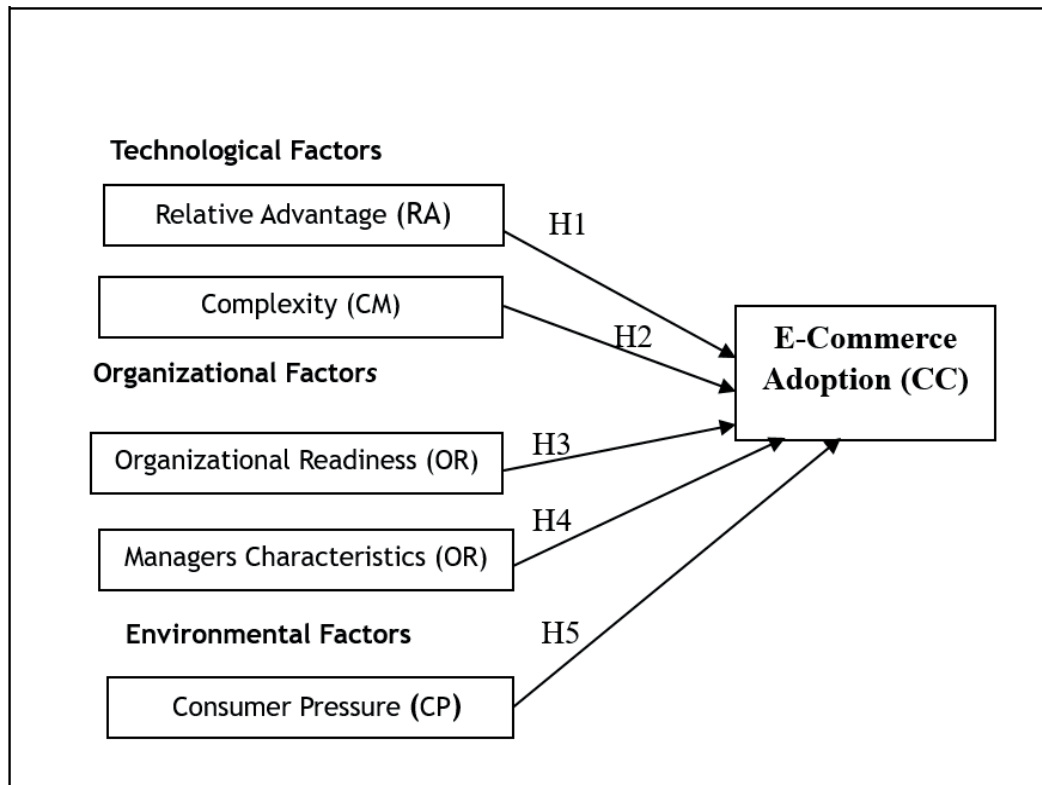 Technological Factors
Relative Advantage (RA)
H1
Complexity (CM)
H2
E-Commerce
Adoption (CC)
Organizational Factors
Organizational Readiness (OR)
H3
Managers Characteristics (OR)
H4
Environmental Factors
H5
Consumer Pressure (CP)